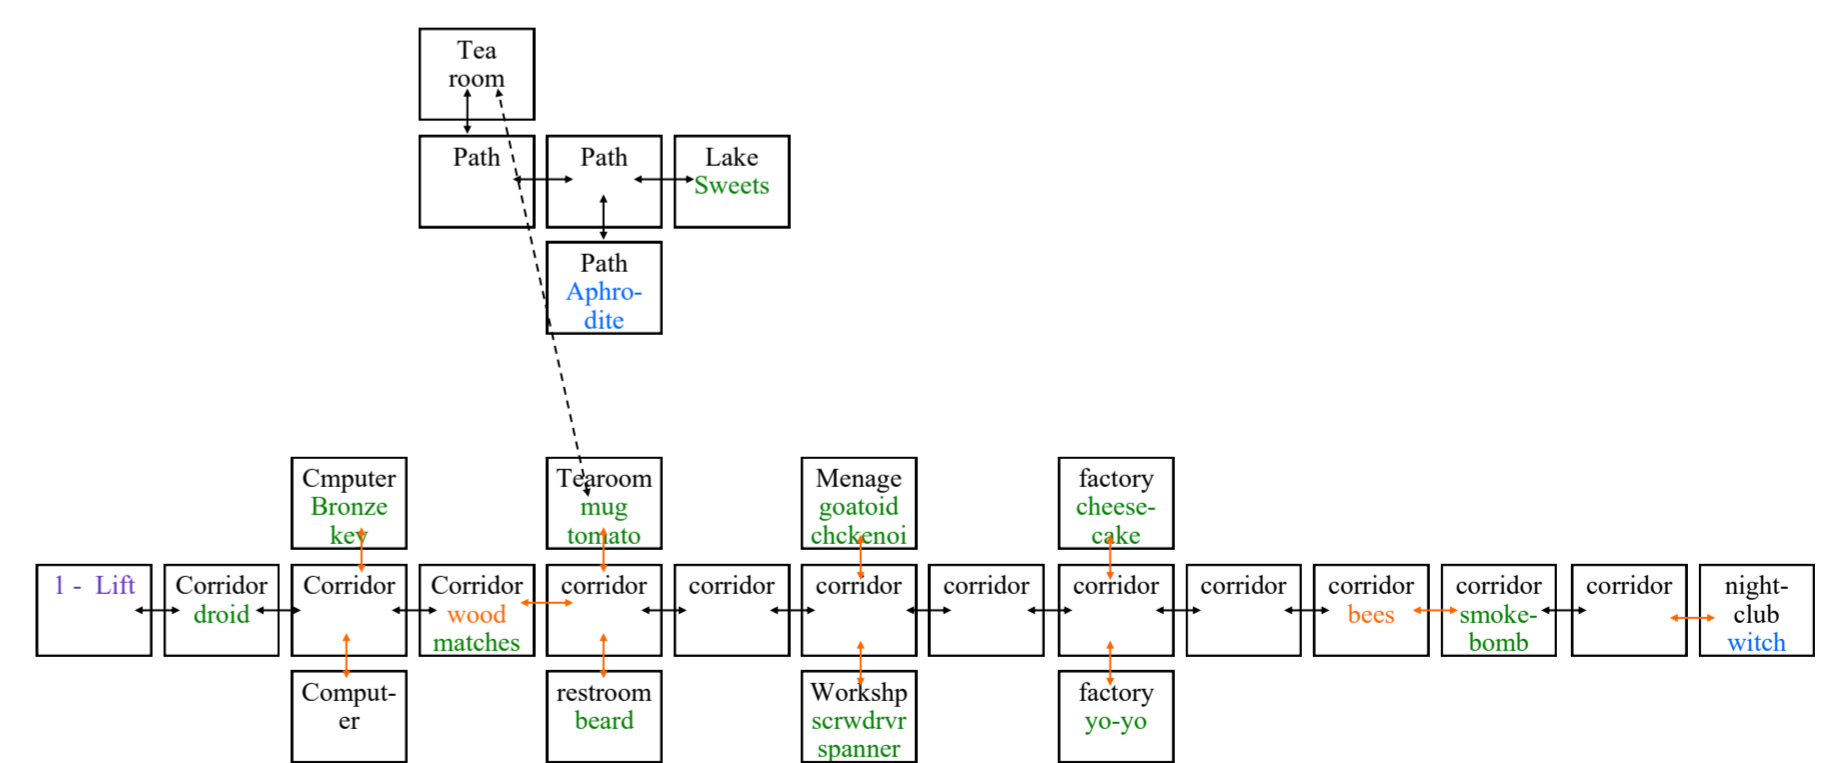 Tea
room
Path
Path
Lake
Sweets
Path
Aphro-
dite
Cmputer
Bronze
key
Tearoom
mug
tomato
Menage
goatoid
chckenoi
factory
cheese-
cake
1 - Lift
Corridor
droid
Corridor
Corridor
wood
matches
corridor
corridor
corridor
corridor
corridor
corridor
corridor
bees
corridor
smoke-
bomb
corridor
night-
club
witch
Comput-
er
restroom
beard
Workshp
scrwdrvr
spanner
factory
yo-yo